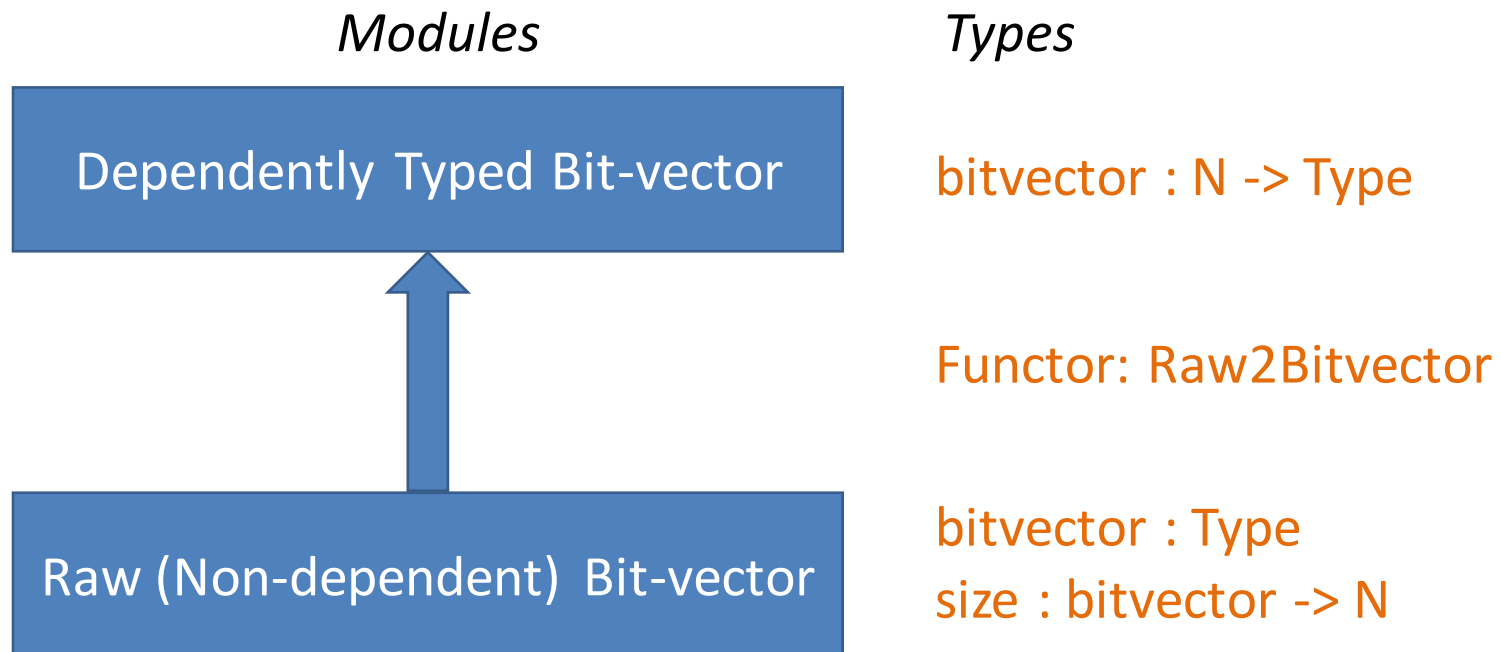 Modules
Types
Dependently Typed Bit-vector
bitvector : N -> Type
Functor: Raw2Bitvector
Raw (Non-dependent) Bit-vector
bitvector : Type
size : bitvector -> N